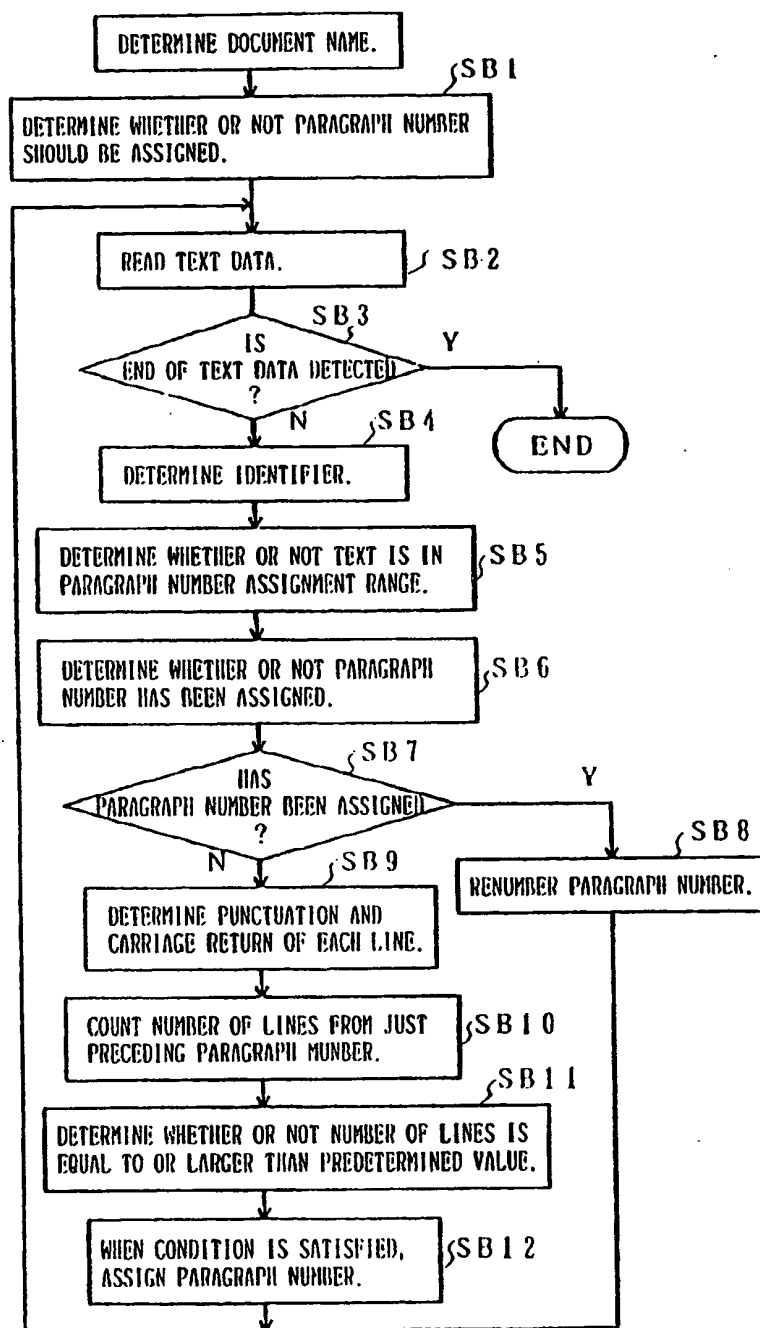 DETERMINE DOCUMENT NAME.
SB1
DETERMINE WHETHER OR NOT PARAGRAPH NUMBER
SHOULD BE ASSIGNED.
READ TEXT DATA.
SB2
SB3
IS
END OF TEXT DATA DETECTED
?
Y
N
END
SB4
DETERMINE IDENTIFIER.
DETERMINE WHETHER OR NOT TEXT IS IN
PARAGRAPH NUMBER ASSIGNMENT RANGE.
SB5
DETERMINE WHETHER OR NOT PARAGRAPH
NUMBER HAS BEEN ASSIGNED.
SB6
SB7
HAS
PARAGRAPH NUMBER BEEN ASSIGNED
?
Y
N
SB8
RENUMBER PARAGRAPH NUMBER.
SB9
DETERMINE PUNCTUATION AND
CARRIAGE RETURN OF EACH LINE.
COUNT NUMBER OF LINES FROM JUST
PRECEDING PARAGRAPH MUNBER.
SB10
SB11
DETERMINE WHETHER OR NOT NUMBER OF LINES IS
EQUAL TO OR LARGER THAN PREDETERMINED VALUE.
WHEN CONDITION IS SATISFIED,
ASSIGN PARAGRAPH NUMBER.
SB12